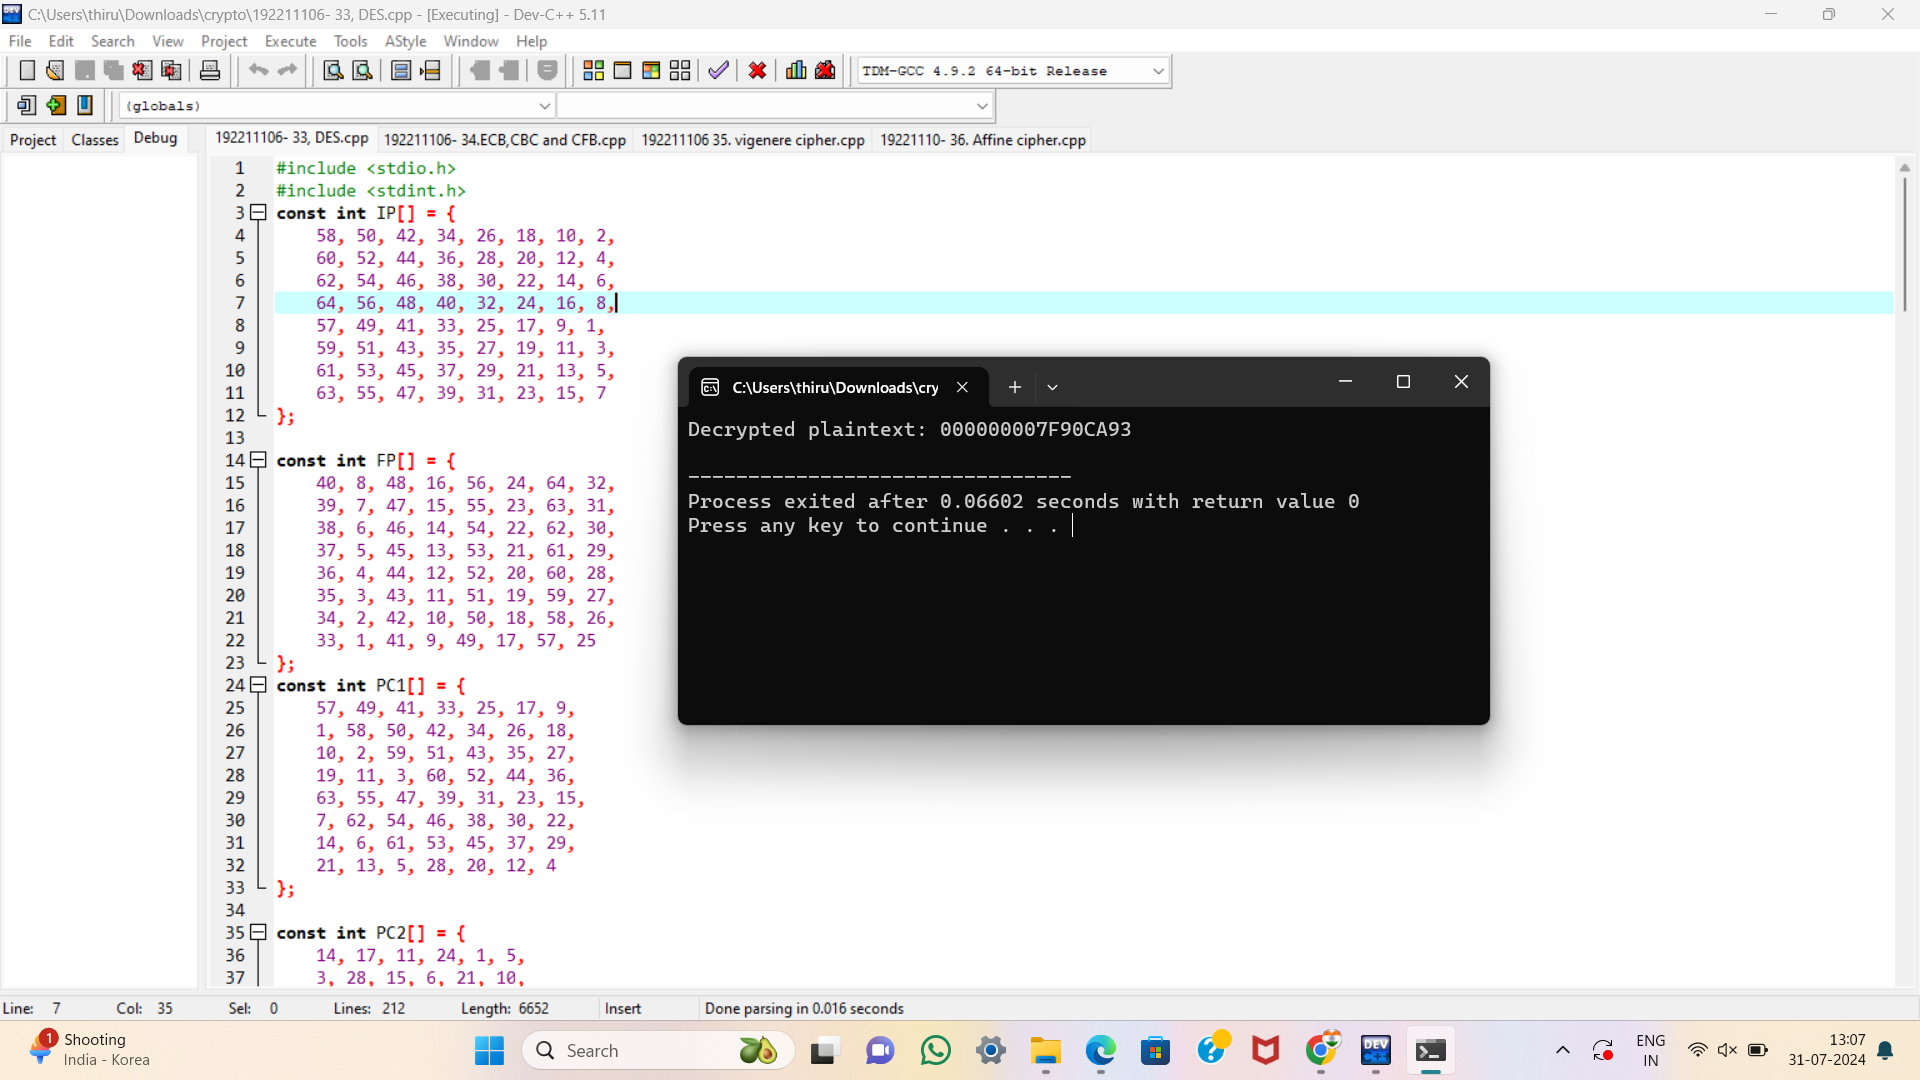 C:\Users\thiru\Downloads\crypto\192211106- 33, DES.cpp - [Executing] - Dev-C++ 5.11
File Edit Search View Project Execute Tools AStyle Window Help
TDM-GCC 4.9.2 64-bit Release
(globals)
Project Classes Debug
192211106- 33, DES.cpp 192211106- 34.ECB,CBC and CFB.cpp 192211106 35. vigenere cipher.cpp 19221110- 36. Affine cipher.cpp
1 #include <stdio.h>
2 #include <stdint.h>
3 const int IP[] = {
4 58, 50, 42, 34, 26, 18, 10, 2,
5 60, 52, 44, 36, 28, 20, 12, 4,
6 62, 54, 46, 38, 30, 22, 14, 6,
7 64, 56, 48, 40, 32, 24, 16, 8,
8 57, 49, 41, 33, 25, 17, 9, 1,
9 59, 51, 43, 35, 27, 19, 11, 3,
10 61, 53, 45, 37, 29, 21, 13, 5,
11 63, 55, 47, 39, 31, 23, 15, 7
12 };
13
14 const int FP[] = {
15 40, 8, 48, 16, 56, 24, 64, 32,
16 39, 7, 47, 15, 55, 23, 63, 31,
17 38, 6, 46, 14, 54, 22, 62, 30,
18 37, 5, 45, 13, 53, 21, 61, 29,
19 36, 4, 44, 12, 52, 20, 60, 28,
20 35, 3, 43, 11, 51, 19, 59, 27,
21 34, 2, 42, 10, 50, 18, 58, 26,
22 33, 1, 41, 9, 49, 17, 57, 25
23 };
24 const int PC1[] = {
25 57, 49, 41, 33, 25, 17, 9,
26 1, 58, 50, 42, 34, 26, 18,
27 10, 2, 59, 51, 43, 35, 27,
28 19, 11, 3, 60, 52, 44, 36,
29 63, 55, 47, 39, 31, 23, 15,
30 7, 62, 54, 46, 38, 30, 22,
31 14, 6, 61, 53, 45, 37, 29,
32 21, 13, 5, 28, 20, 12, 4
33 };
34
35 const int PC2[] = {
36 14, 17, 11, 24, 1, 5,
37 3, 28, 15, 6, 21, 10,
C:\Users\thiru\Downloads\cry
Decrypted plaintext: 000000007F90CA93
--------------------------------
Process exited after 0.06602 seconds with return value 0
Press any key to continue . . .
Line: 7 Col: 35 Sel: 0 Lines: 212 Length: 6652 Insert Done parsing in 0.016 seconds
1
Shooting
India - Korea
Search
DEV
C++
ENG
IN
13:07
31-07-2024